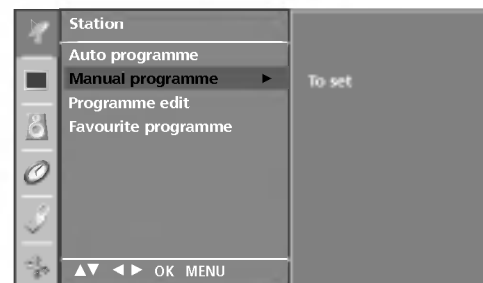 Station
Auto programme
Manual programme ►
To set
Programme edit
Favourite programme
▲▼ ◄► OK MENU